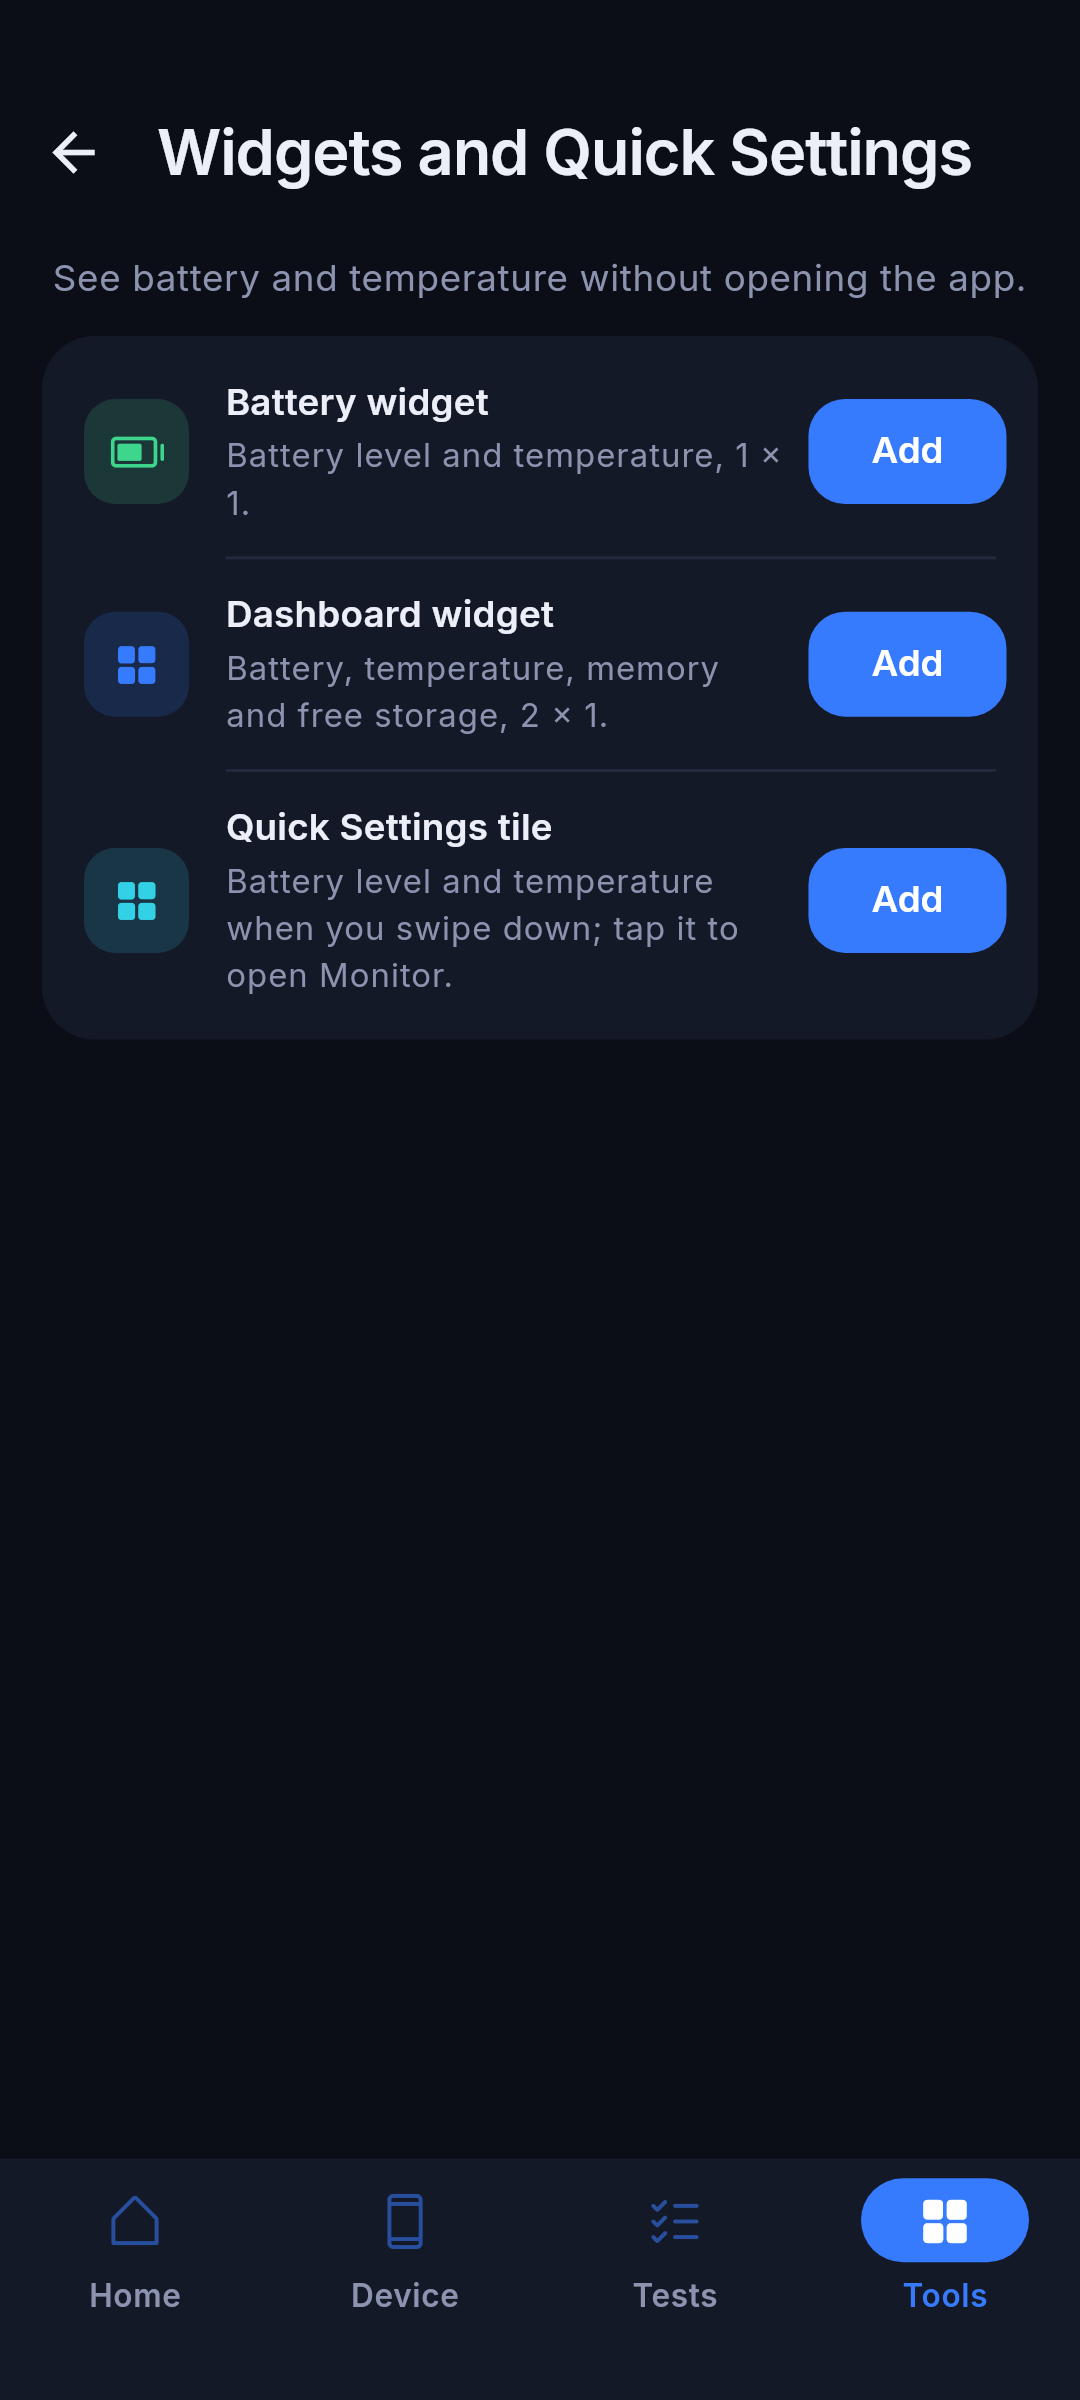 Widgets and Quick Settings
See battery and temperature without opening the app.
Battery widget
Battery level and temperature, 1 ×
1.
Add
Dashboard widget
Battery, temperature, memory
and free storage, 2 × 1.
Add
Quick Settings tile
Battery level and temperature
when you swipe down; tap it to
open Monitor.
Add
Home
Device
Tests
Tools